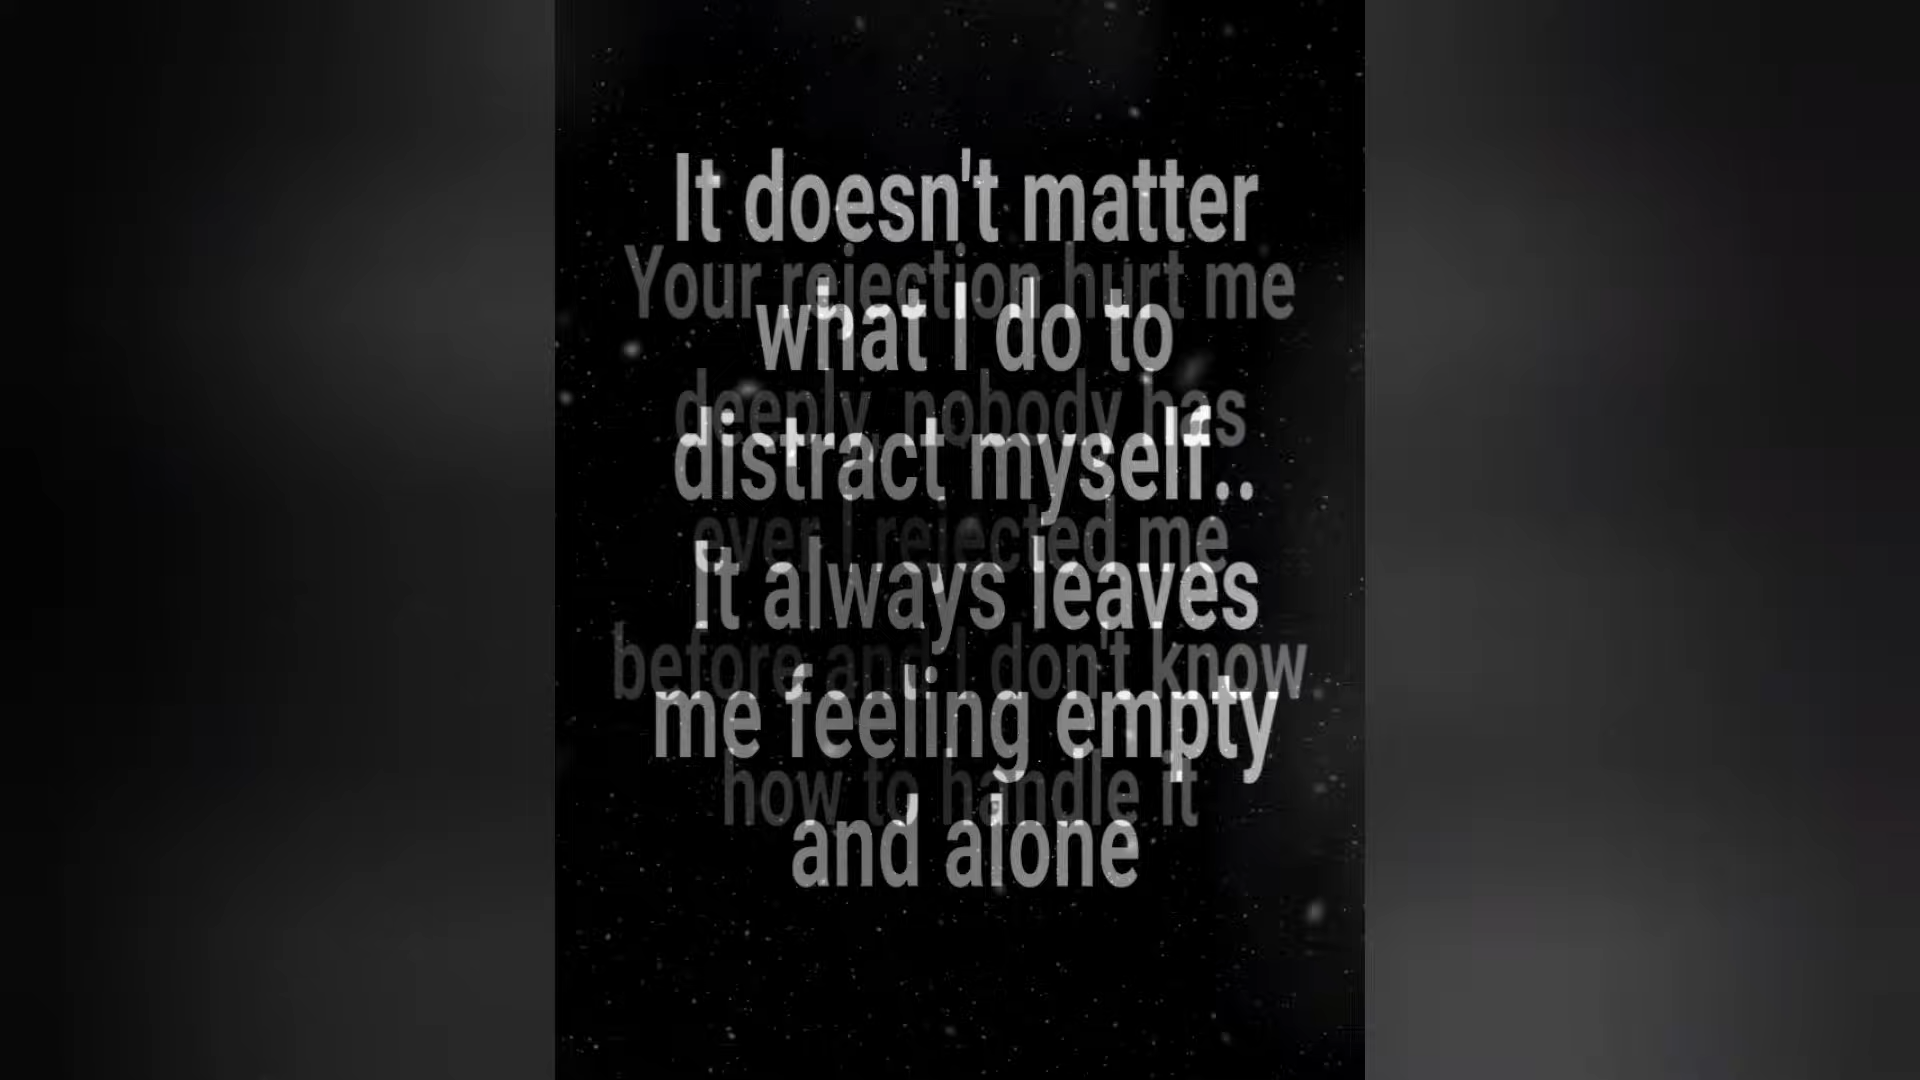 It doesn't matter
what I do to
distract myself..
It always leaves
me feeling empty
and alone
Your rejection hurt me
deeply, nobody has
ever I rejected me
before and I don't know
how to handle it